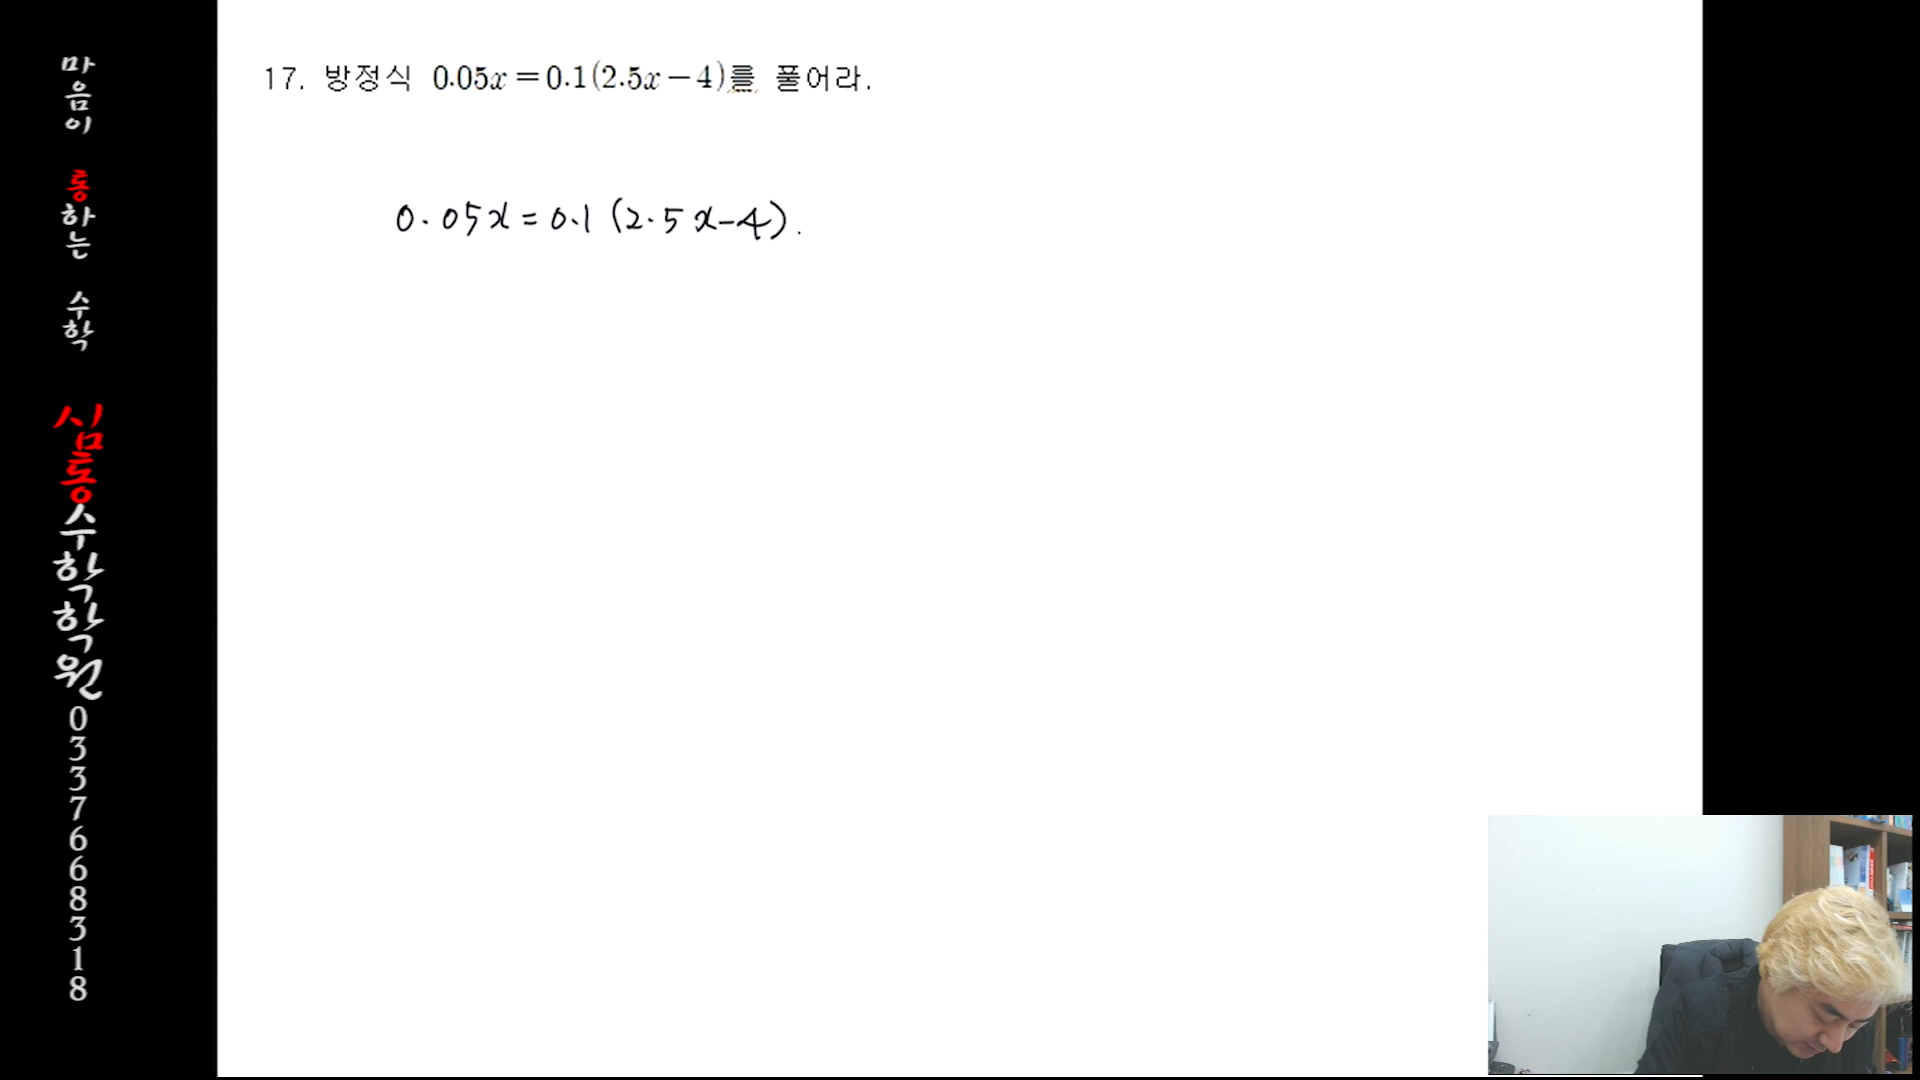 마음이 통하는 수학 심통수학학원 0337668318
17. 방정식 0.05x=0.1(2.5x-4)를 풀어라.
0.05x=0.1(2.5x-4).